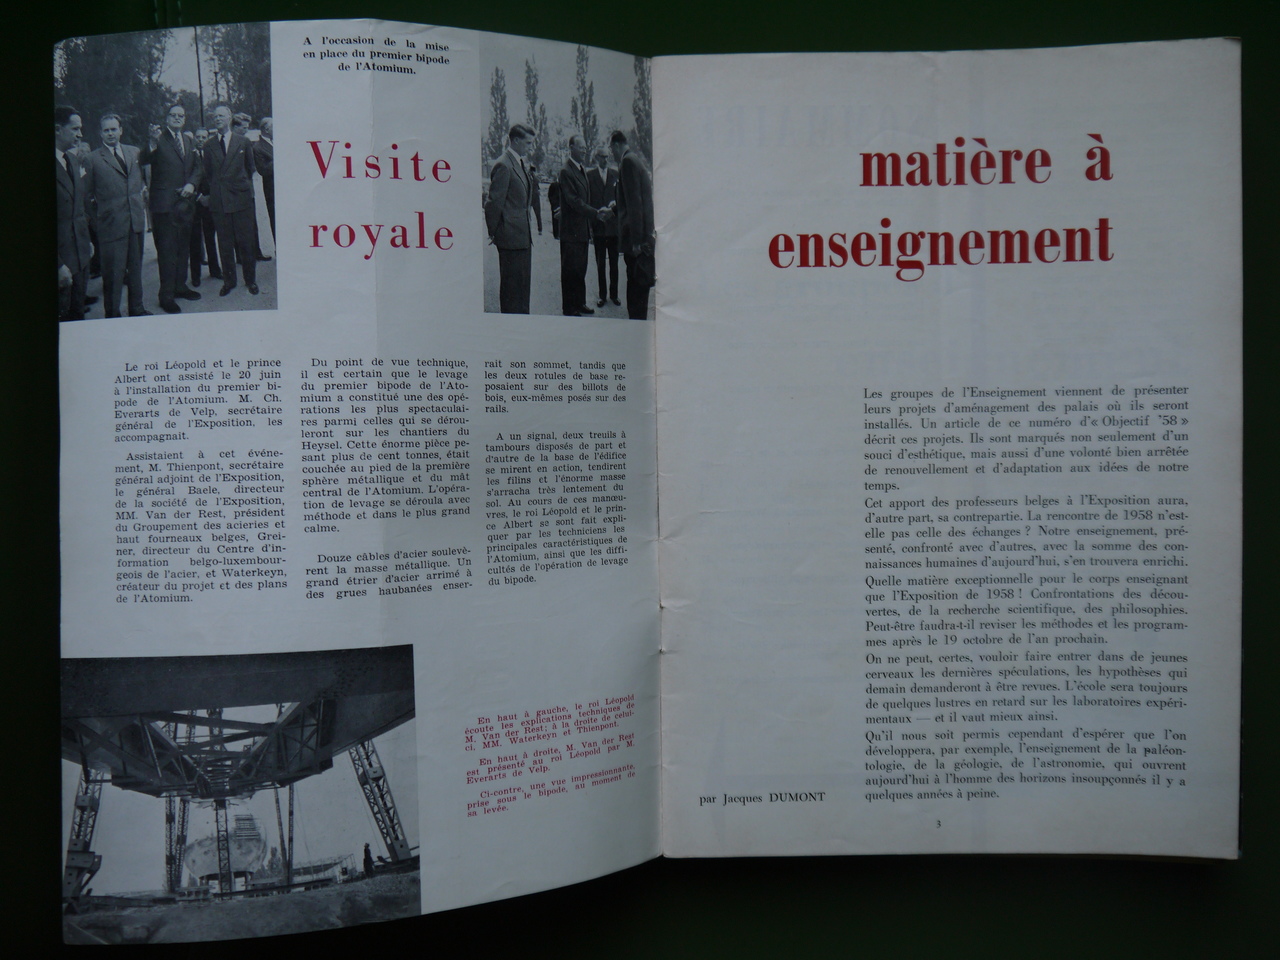 A l'occasion de la mise
en place du premier bipode
de l'Atomium.
Visite
royale
Le roi Léopold et le prince
Albert ont assisté le 20 juin
à l'installation du premier bi-
pode de l'Atomium. M. Ch.
Everarts de Velp, secrétaire
général de l'Exposition, les
accompagnait.
Assistaient à cet événe-
ment, M. Thienpont, secrétaire
général adjoint de l'Exposition,
le général Baele, directeur
de la société de l'Exposition,
MM. Van der Rest, président
du Groupement des acieries et
haut fourneaux belges, Grei-
ner, directeur du Centre d'in-
formation belgo-luxembour-
geois de l'acier, et Waterkeyn,
créateur du projet et des plans
de l'Atomium.
Du point de vue technique,
il est certain que le levage
du premier bipode de l'Ato-
mium a constitué une des opé-
rations les plus spectaculai-
res parmi celles qui se dérou-
leront sur les chantiers du
Heysel. Cette énorme pièce pe-
sant plus de cent tonnes, était
couchée au pied de la première
sphère métallique et du mât
central de l'Atomium. L'opéra-
tion de levage se déroula avec
méthode et dans le plus grand
calme.
Douze câbles d'acier soulevè-
rent la masse métallique. Un
grand étrier d'acier arrimé à
des grues haubanées enser-
rait son sommet, tandis que
les deux rotules de base re-
posaient sur des billots de
bois, eux-mêmes posés sur des
rails.
A un signal, deux treuils à
tambours disposés de part et
d'autre de la base de l'édifice
se mirent en action, tendirent
les filins et l'énorme masse
s'arracha très lentement du
sol. Au cours de ces manœu-
vres, le roi Léopold et le prin-
ce Albert se sont fait expli-
quer par les techniciens les
principales caractéristiques de
l'Atomium, ainsi que les diffi-
cultés de l'opération de levage
du bipode.
En haut à gauche, le roi Léopold
écoute les explications techniques de
M. Van der Rest; à la droite de celui-
ci, MM. Waterkeyn et Thienpont.
En haut à droite, M. Van der Rest
est présenté au roi Léopold par M.
Everarts de Velp.
Ci-contre, une vue impressionnante,
prise sous le bipode, au moment de
sa levée.
matière à
enseignement
Les groupes de l'Enseignement viennent de présenter
leurs projets d'aménagement des palais où ils seront
installés. Un article de ce numéro d'« Objectif '58 »
décrit ces projets. Ils sont marqués non seulement d'un
souci d'esthétique, mais aussi d'une volonté bien arrêtée
de renouvellement et d'adaptation aux idées de notre
temps.
Cet apport des professeurs belges à l'Exposition aura,
d'autre part, sa contrepartie. La rencontre de 1958 n'est-
elle pas celle des échanges ? Notre enseignement, pré-
senté, confronté avec d'autres, avec la somme des con-
naissances humaines d'aujourd'hui, s'en trouvera enrichi.
Quelle matière exceptionnelle pour le corps enseignant
que l'Exposition de 1958 ! Confrontations des décou-
vertes, de la recherche scientifique, des philosophies.
Peut-être faudra-t-il reviser les méthodes et les program-
mes après le 19 octobre de l'an prochain.
On ne peut, certes, vouloir faire entrer dans de jeunes
cerveaux les dernières spéculations, les hypothèses qui
demain demanderont à être revues. L'école sera toujours
de quelques lustres en retard sur les laboratoires expéri-
mentaux — et il vaut mieux ainsi.
Qu'il nous soit permis cependant d'espérer que l'on
développera, par exemple, l'enseignement de la paléon-
tologie, de la géologie, de l'astronomie, qui ouvrent
aujourd'hui à l'homme des horizons insoupçonnés il y a
quelques années à peine.
par Jacques DUMONT
3